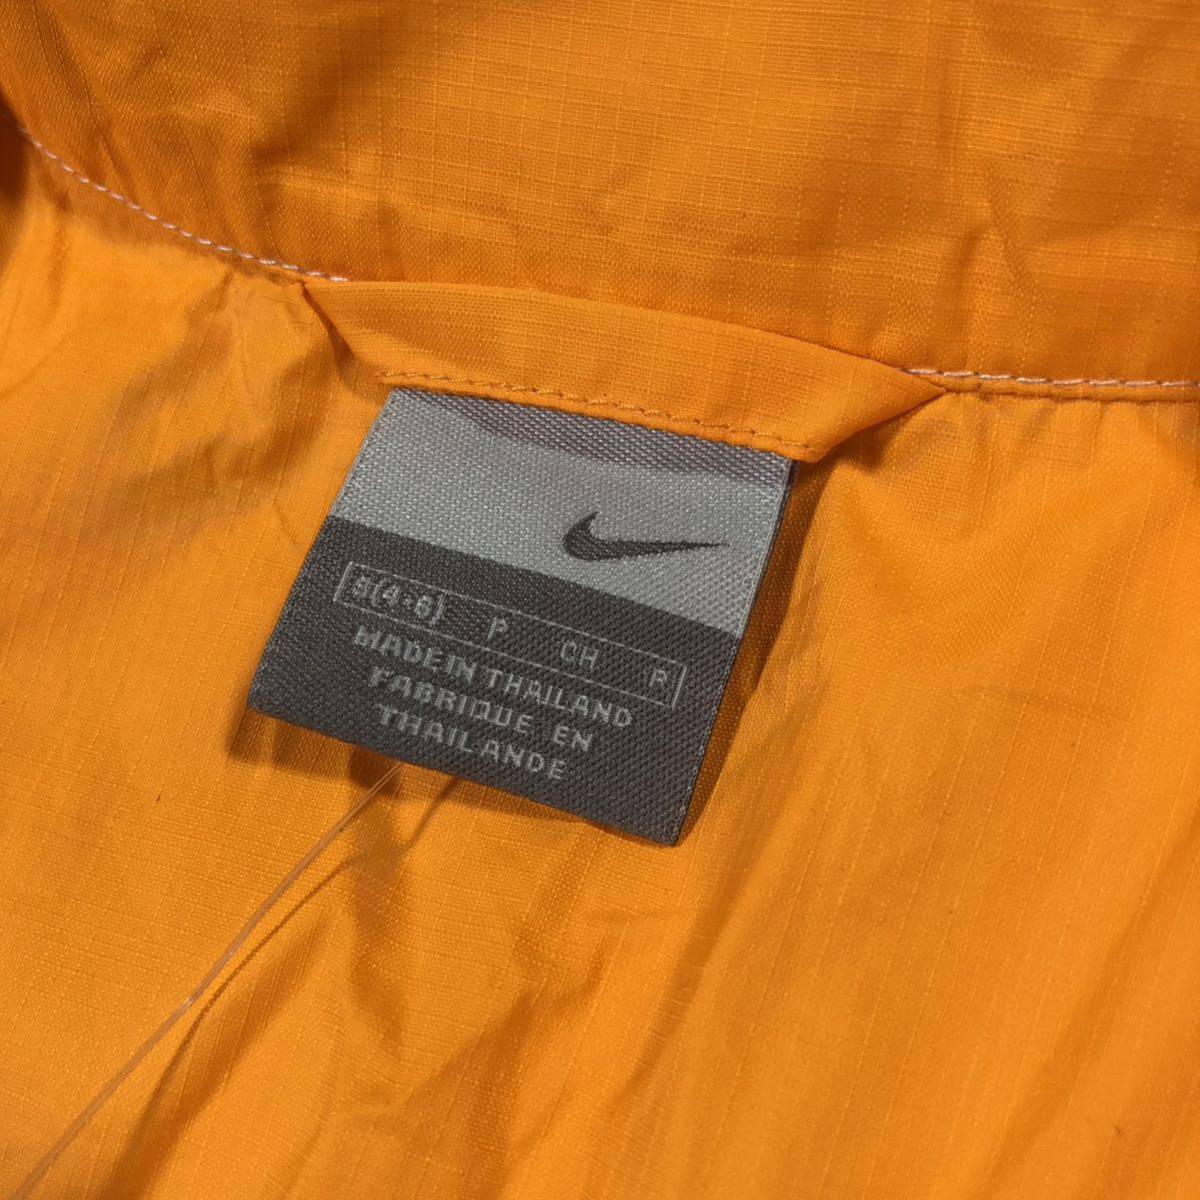 S(4-6) P CH P
MADE IN THAILAND
FABRIQUE EN
THAILANDE